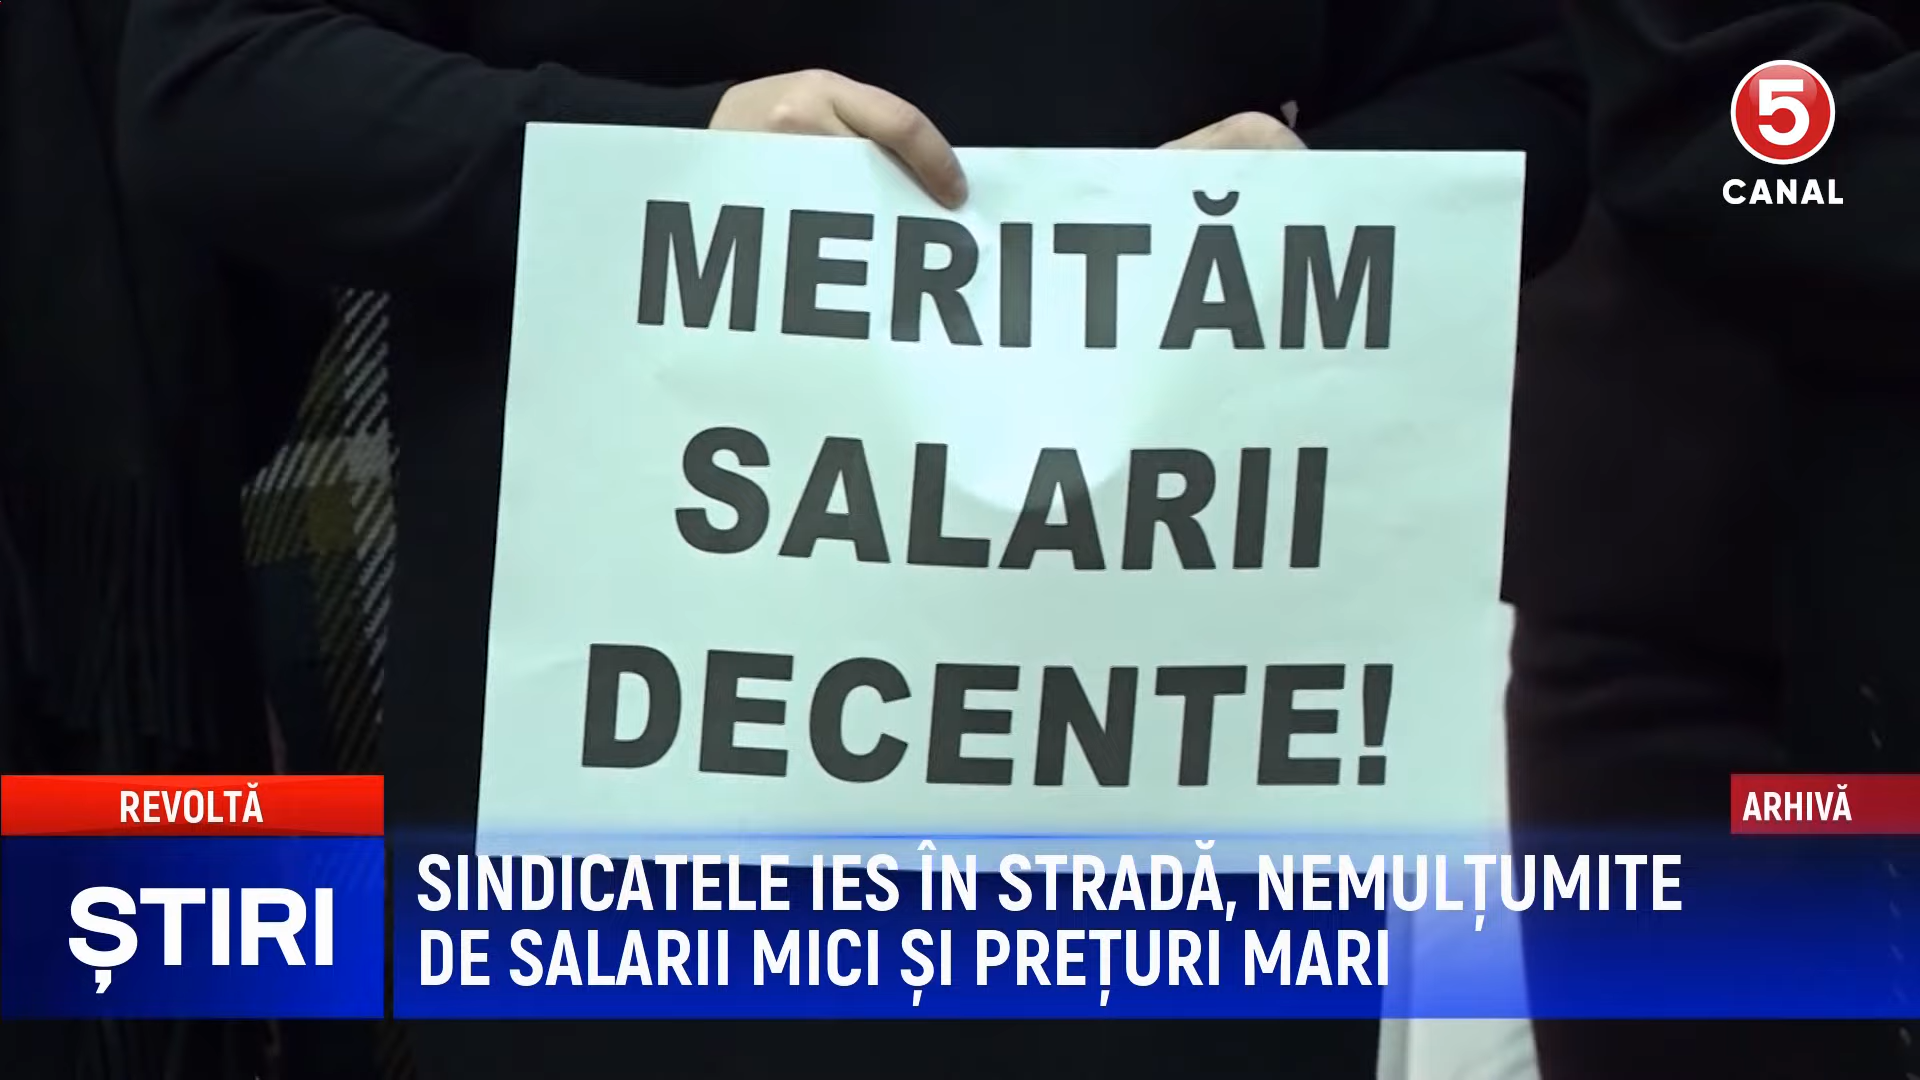 5
CANAL
MERITĂM
SALARII
DECENTE!
REVOLTĂ
ARHIVĂ
ȘTIRI
SINDICATELE IES ÎN STRADĂ, NEMULȚUMITE
DE SALARII MICI ȘI PREȚURI MARI